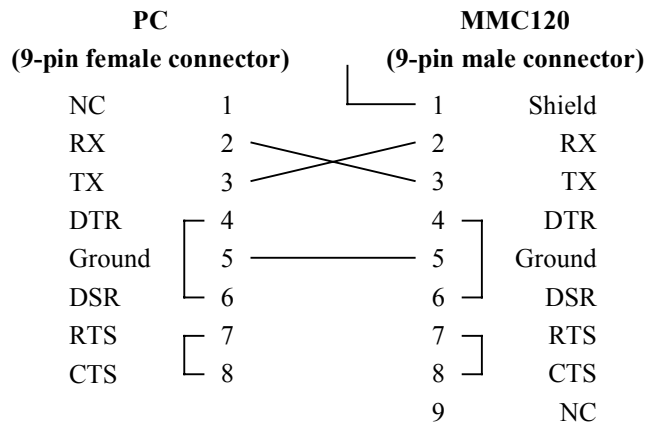 PC MMC120
(9-pin female connector) (9-pin male connector)
NC 1 1 Shield
RX 2 2 RX
TX 3 3 TX
DTR 4 4 DTR
Ground 5 5 Ground
DSR 6 6 DSR
RTS 7 7 RTS
CTS 8 8 CTS
9 NC